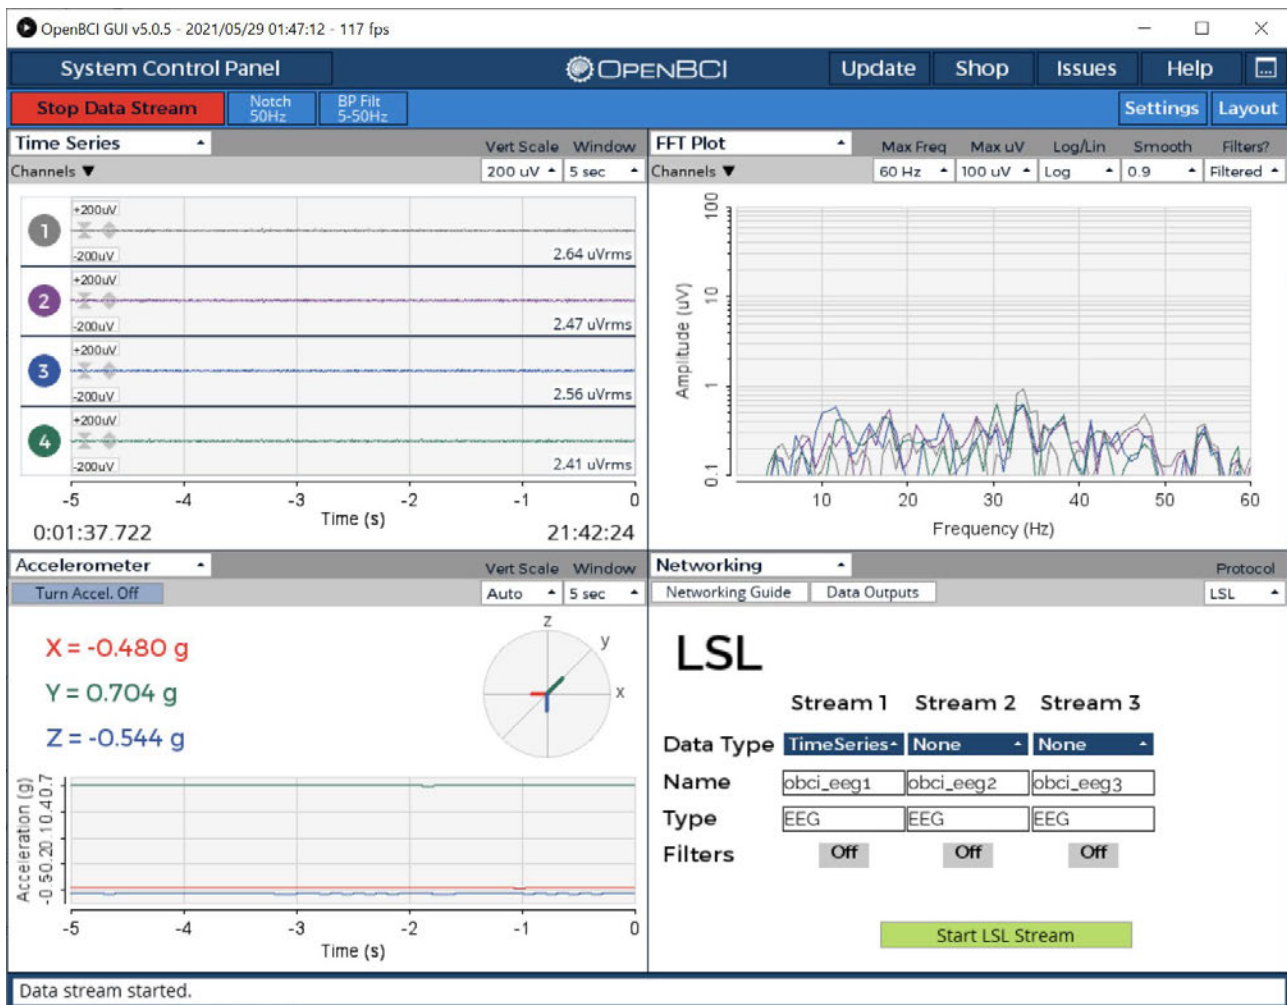 OpenBCI GUI v5.0.5 - 2021/05/29 01:47:12 - 117 fps
System Control Panel
OPENBCI
Update Shop Issues Help
Stop Data Stream
Notch
50Hz
BP Filt
5-50Hz
Settings Layout
Time Series
Vert Scale Window
Channels ▼
200 uV 5 sec
+200uV
1
-200uV
2.64 uVrms
+200uV
2
-200uV
2.47 uVrms
+200uV
3
-200uV
2.56 uVrms
+200uV
4
-200uV
2.41 uVrms
-5 -4 -3 -2 -1 0
Time (s)
0:01:37.722 21:42:24
FFT Plot
Max Freq Max uV Log/Lin Smooth Filters?
Channels ▼
60 Hz 100 uV Log 0.9 Filtered
Amplitude (uV)
100
10
1
0.1
10 20 30 40 50 60
Frequency (Hz)
Accelerometer
Vert Scale Window
Turn Accel. Off
Auto 5 sec
X = -0.480 g
Y = 0.704 g
Z = -0.544 g
z
y
x
Acceleration (g)
-0.50.20.10.40.7
-5 -4 -3 -2 -1 0
Time (s)
Networking
Protocol
Networking Guide Data Outputs
LSL
LSL
Stream 1 Stream 2 Stream 3
Data Type TimeSeries None None
Name obci_eeg1 obci_eeg2 obci_eeg3
Type EEG EEG EEG
Filters Off Off Off
Start LSL Stream
Data stream started.